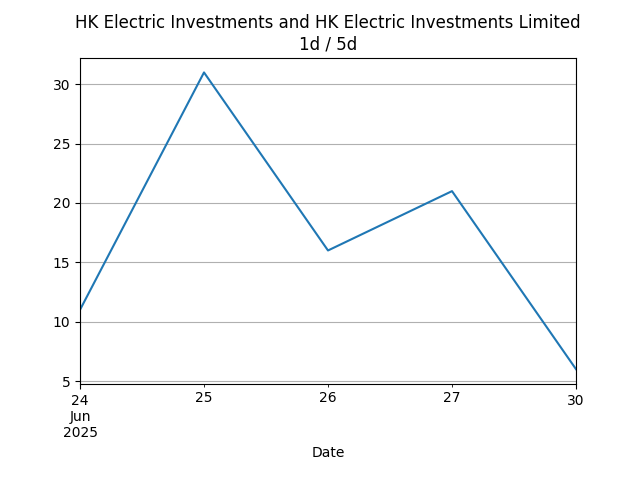 HK Electric Investments and HK Electric Investments Limited
1d / 5d
30
25
20
15
10
5
24 25 26 27 30
Jun
2025
Date